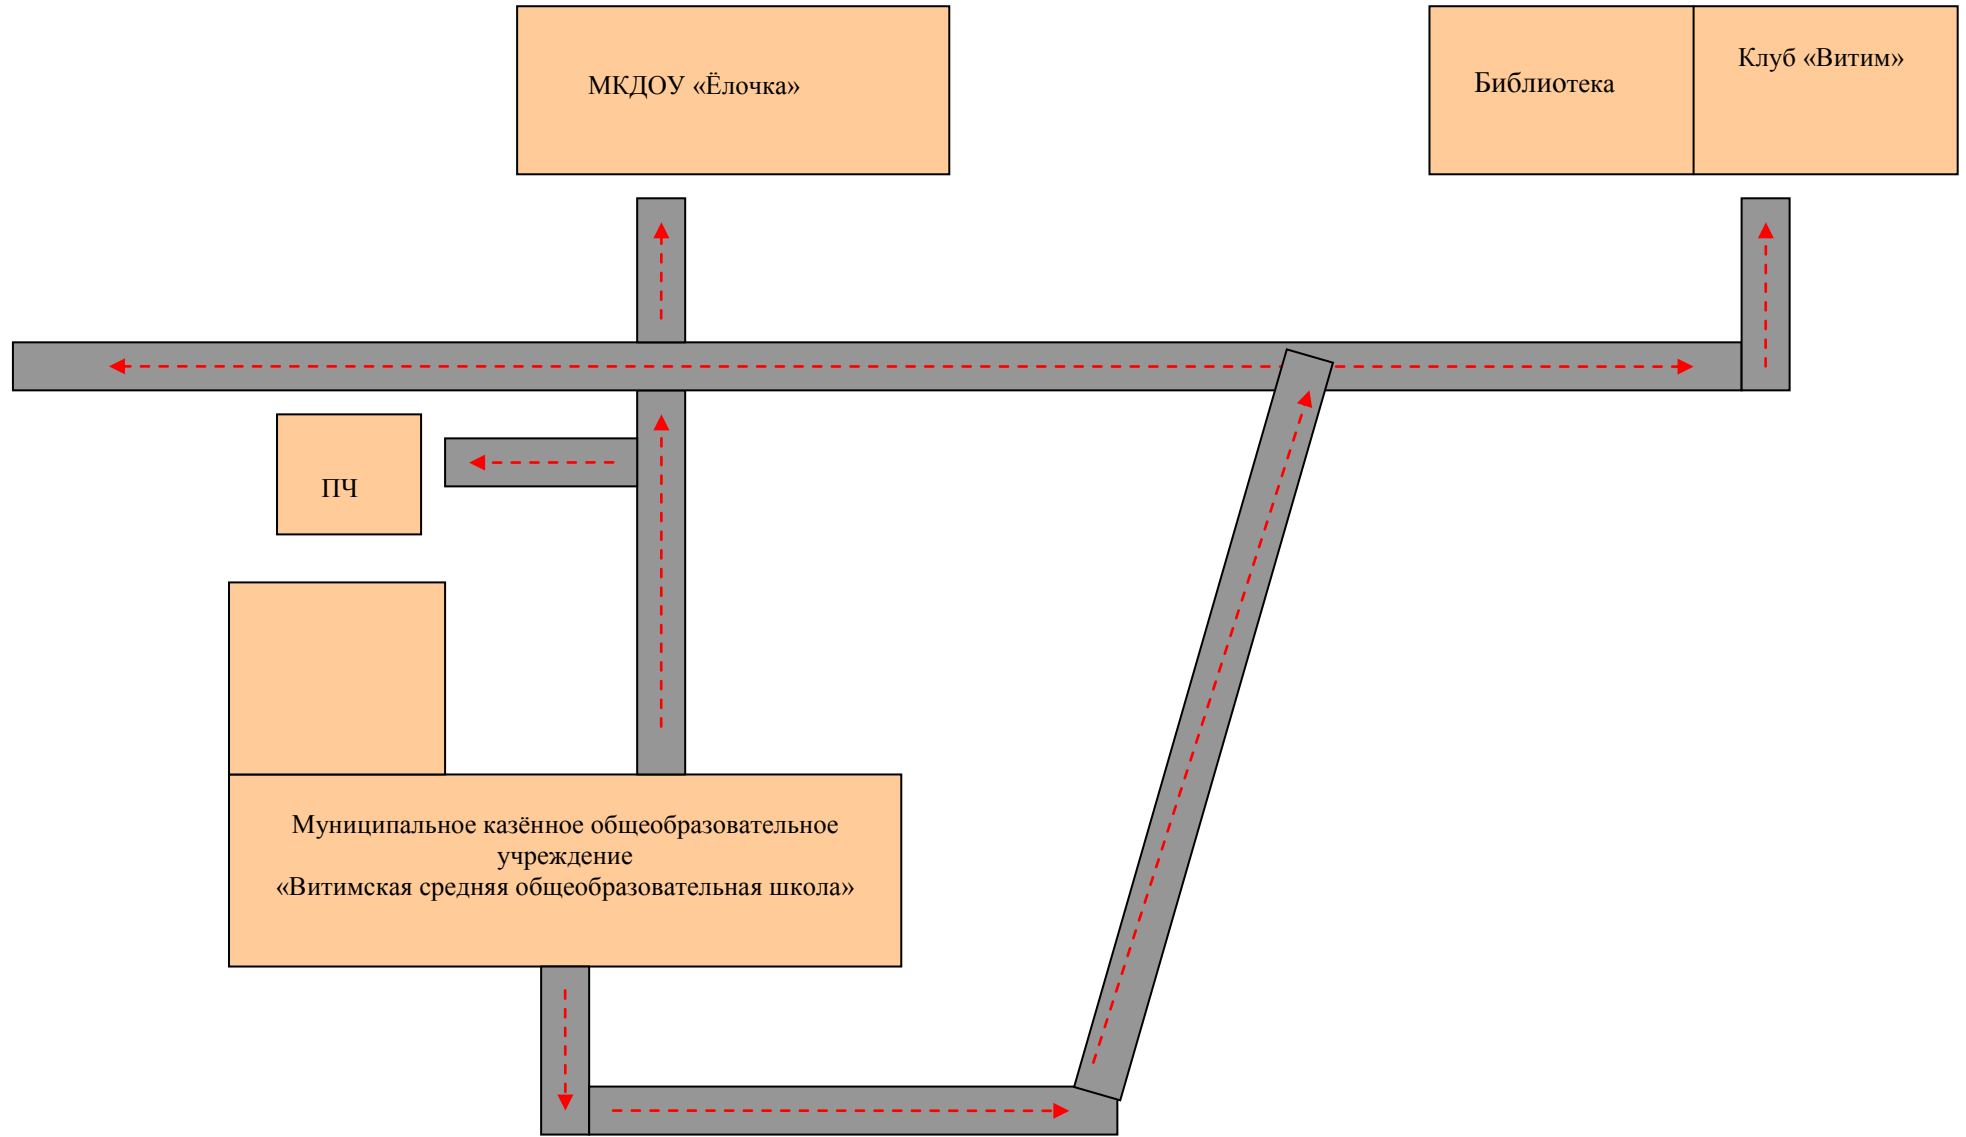 МКДОУ «Ёлочка»
Библиотека
Клуб «Витим»
ПЧ
Муниципальное казённое общеобразовательное
учреждение
«Витимская средняя общеобразовательная школа»